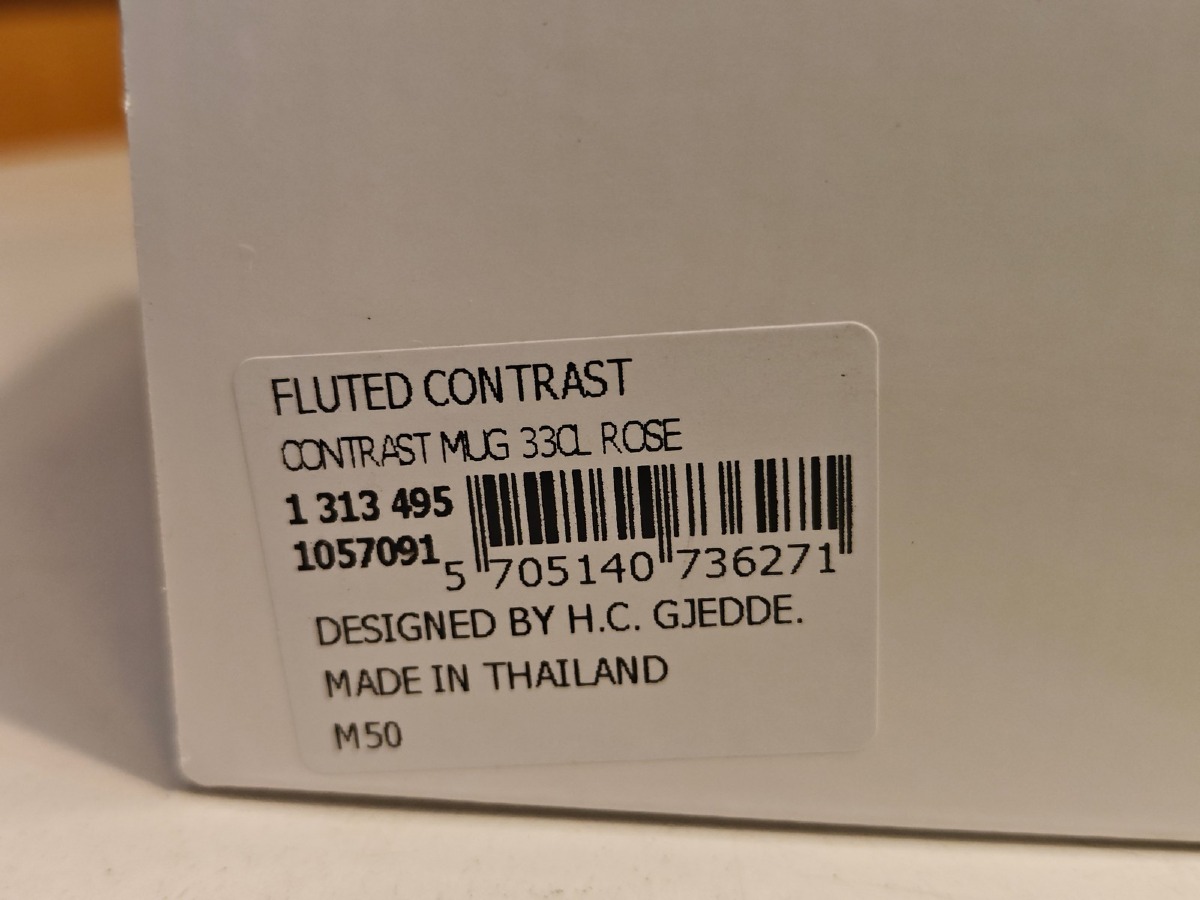 FLUTED CONTRAST
CONTRAST MUG 33CL ROSE
1 313 495
1057091
5 705140 736271
DESIGNED BY H.C. GJEDDE.
MADE IN THAILAND
M50